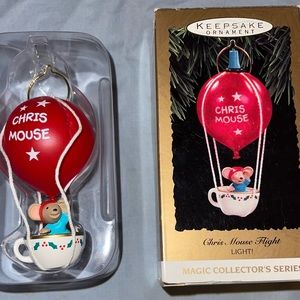 CHRIS
MOUSE
KEEPSAKE
ORNAMENT
CHRIS
MOUSE
Chris Mouse Flight
LIGHT!
MAGIC COLLECTOR'S SERIES